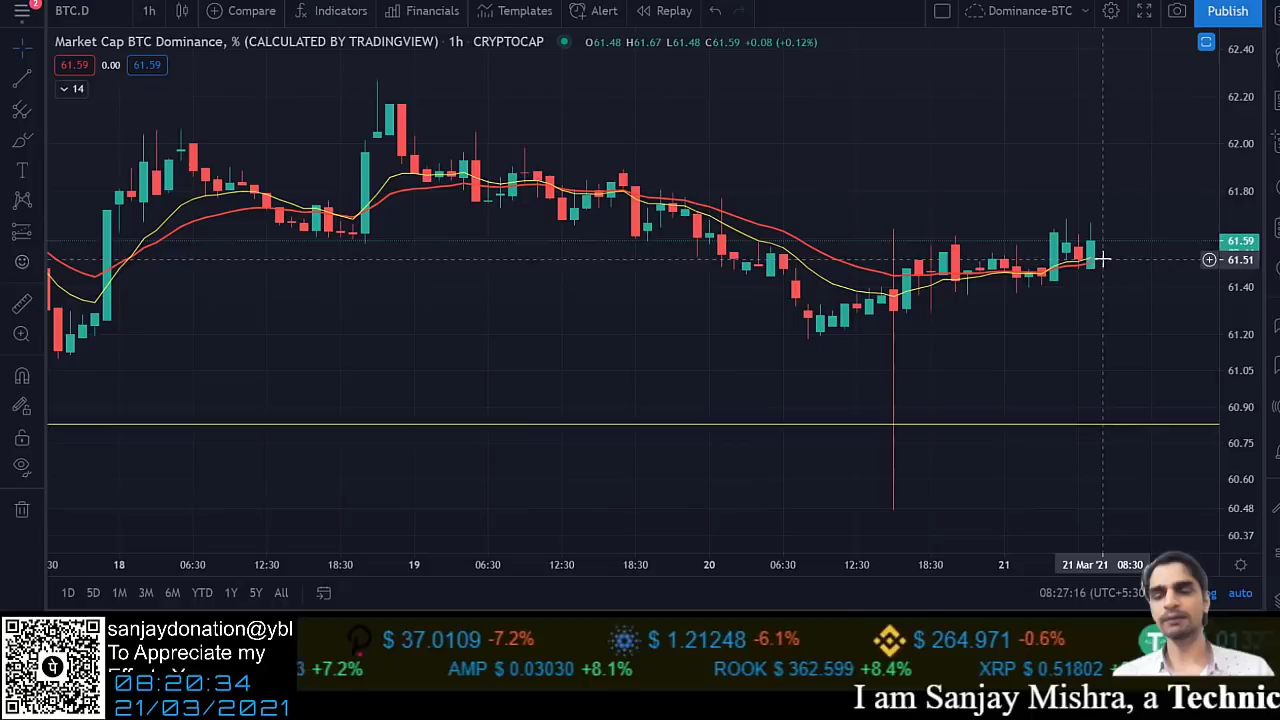 2
BTC.D
1h
Compare
Indicators
Financials
Templates
Alert
Replay
Dominance-BTC
Publish
Market Cap BTC Dominance, % (CALCULATED BY TRADINGVIEW) · 1h · CRYPTOCAP
O61.48 H61.67 L61.48 C61.59 +0.08 (+0.12%)
61.59 0.00 61.59
14
62.40
62.20
62.00
61.80
61.59
61.51
61.40
61.20
61.05
60.90
60.75
60.60
60.48
60.37
:30 18 06:30 12:30 18:30 19 06:30 12:30 18:30 20 06:30 12:30 18:30 21 21 Mar '21 08:30
1D 5D 1M 3M 6M YTD 1Y 5Y All
08:27:16 (UTC+5:30
auto
sanjaydonation@ybl
To Appreciate my
08:20:34
21/03/2021
$ 37.0109 -7.2% $ 1.21248 -6.1% $ 264.971 -0.6%
+7.2% AMP $ 0.03030 +8.1% ROOK $ 362.599 +8.4% XRP $ 0.51802
I am Sanjay Mishra, a Technic